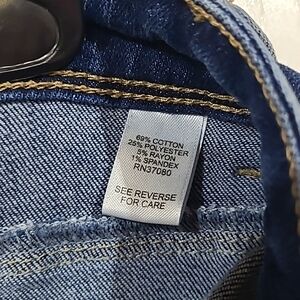 69% COTTON
25% POLYESTER
5% RAYON
1% SPANDEX
RN37080
SEE REVERSE
FOR CARE